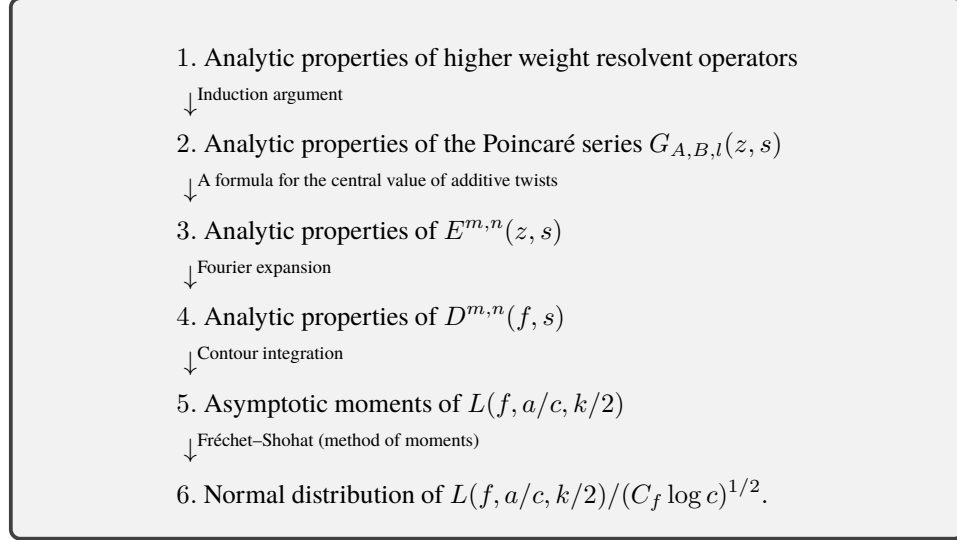 1. Analytic properties of higher weight resolvent operators
↓ Induction argument
2. Analytic properties of the Poincaré series $G_{A,B,l}(z, s)$
↓ A formula for the central value of additive twists
3. Analytic properties of $E^{m,n}(z, s)$
↓ Fourier expansion
4. Analytic properties of $D^{m,n}(f, s)$
↓ Contour integration
5. Asymptotic moments of $L(f, a/c, k/2)$
↓ Fréchet–Shohat (method of moments)
6. Normal distribution of $L(f, a/c, k/2)/(C_f \log c)^{1/2}$.